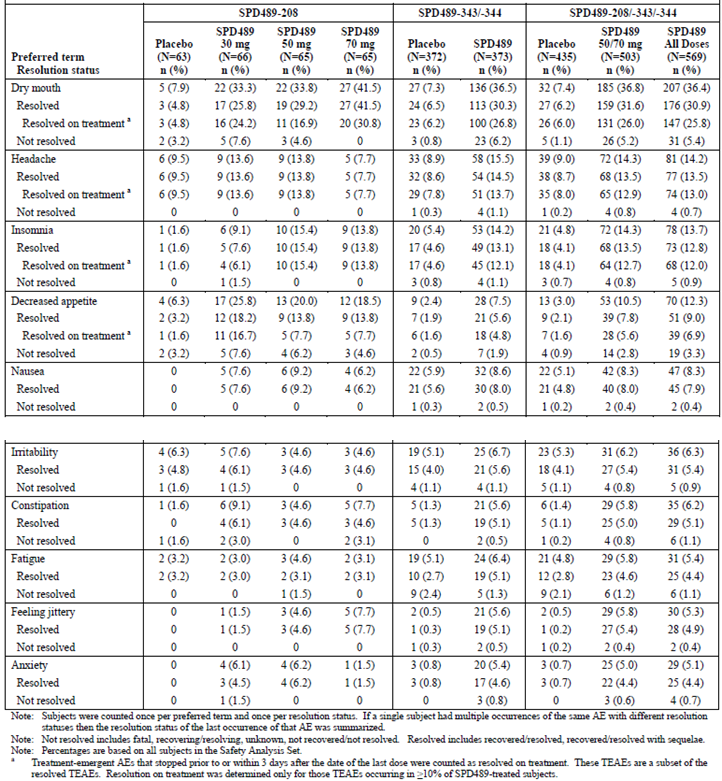 SPD489-208 SPD489-343/-344 SPD489-208/-343/-344
Preferred term Resolution status Placebo (N=63) n (%) SPD489 30 mg (N=66) n (%) SPD489 50 mg (N=65) n (%) SPD489 70 mg (N=65) n (%) Placebo (N=372) n (%) SPD489 (N=373) n (%) Placebo (N=435) n (%) SPD489 50/70 mg (N=503) n (%) SPD489 All Doses (N=569) n (%)
Dry mouth 5 (7.9) 22 (33.3) 22 (33.8) 27 (41.5) 27 (7.3) 136 (36.5) 32 (7.4) 185 (36.8) 207 (36.4)
Resolved 3 (4.8) 17 (25.8) 19 (29.2) 27 (41.5) 24 (6.5) 113 (30.3) 27 (6.2) 159 (31.6) 176 (30.9)
Resolved on treatment a 3 (4.8) 16 (24.2) 11 (16.9) 20 (30.8) 23 (6.2) 100 (26.8) 26 (6.0) 131 (26.0) 147 (25.8)
Not resolved 2 (3.2) 5 (7.6) 3 (4.6) 0 3 (0.8) 23 (6.2) 5 (1.1) 26 (5.2) 31 (5.4)
Headache 6 (9.5) 9 (13.6) 9 (13.8) 5 (7.7) 33 (8.9) 58 (15.5) 39 (9.0) 72 (14.3) 81 (14.2)
Resolved 6 (9.5) 9 (13.6) 9 (13.8) 5 (7.7) 32 (8.6) 54 (14.5) 38 (8.7) 68 (13.5) 77 (13.5)
Resolved on treatment a 6 (9.5) 9 (13.6) 9 (13.8) 5 (7.7) 29 (7.8) 51 (13.7) 35 (8.0) 65 (12.9) 74 (13.0)
Not resolved 0 0 0 0 1 (0.3) 4 (1.1) 1 (0.2) 4 (0.8) 4 (0.7)
Insomnia 1 (1.6) 6 (9.1) 10 (15.4) 9 (13.8) 20 (5.4) 53 (14.2) 21 (4.8) 72 (14.3) 78 (13.7)
Resolved 1 (1.6) 5 (7.6) 10 (15.4) 9 (13.8) 17 (4.6) 49 (13.1) 18 (4.1) 68 (13.5) 73 (12.8)
Resolved on treatment a 1 (1.6) 4 (6.1) 10 (15.4) 9 (13.8) 17 (4.6) 45 (12.1) 18 (4.1) 64 (12.7) 68 (12.0)
Not resolved 0 1 (1.5) 0 0 3 (0.8) 4 (1.1) 3 (0.7) 4 (0.8) 5 (0.9)
Decreased appetite 4 (6.3) 17 (25.8) 13 (20.0) 12 (18.5) 9 (2.4) 28 (7.5) 13 (3.0) 53 (10.5) 70 (12.3)
Resolved 2 (3.2) 12 (18.2) 9 (13.8) 9 (13.8) 7 (1.9) 21 (5.6) 9 (2.1) 39 (7.8) 51 (9.0)
Resolved on treatment a 1 (1.6) 11 (16.7) 5 (7.7) 5 (7.7) 6 (1.6) 18 (4.8) 7 (1.6) 28 (5.6) 39 (6.9)
Not resolved 2 (3.2) 5 (7.6) 4 (6.2) 3 (4.6) 2 (0.5) 7 (1.9) 4 (0.9) 14 (2.8) 19 (3.3)
Nausea 0 5 (7.6) 6 (9.2) 4 (6.2) 22 (5.9) 32 (8.6) 22 (5.1) 42 (8.3) 47 (8.3)
Resolved 0 5 (7.6) 6 (9.2) 4 (6.2) 21 (5.6) 30 (8.0) 21 (4.8) 40 (8.0) 45 (7.9)
Not resolved 0 0 0 0 1 (0.3) 2 (0.5) 1 (0.2) 2 (0.4) 2 (0.4)
Irritability 4 (6.3) 5 (7.6) 3 (4.6) 3 (4.6) 19 (5.1) 25 (6.7) 23 (5.3) 31 (6.2) 36 (6.3)
Resolved 3 (4.8) 4 (6.1) 3 (4.6) 3 (4.6) 15 (4.0) 21 (5.6) 18 (4.1) 27 (5.4) 31 (5.4)
Not resolved 1 (1.6) 1 (1.5) 0 0 4 (1.1) 4 (1.1) 5 (1.1) 4 (0.8) 5 (0.9)
Constipation 1 (1.6) 6 (9.1) 3 (4.6) 5 (7.7) 5 (1.3) 21 (5.6) 6 (1.4) 29 (5.8) 35 (6.2)
Resolved 0 4 (6.1) 3 (4.6) 3 (4.6) 5 (1.3) 19 (5.1) 5 (1.1) 25 (5.0) 29 (5.1)
Not resolved 1 (1.6) 2 (3.0) 0 2 (3.1) 0 2 (0.5) 1 (0.2) 4 (0.8) 6 (1.1)
Fatigue 2 (3.2) 2 (3.0) 3 (4.6) 2 (3.1) 19 (5.1) 24 (6.4) 21 (4.8) 29 (5.8) 31 (5.4)
Resolved 2 (3.2) 2 (3.0) 2 (3.1) 2 (3.1) 10 (2.7) 19 (5.1) 12 (2.8) 23 (4.6) 25 (4.4)
Not resolved 0 0 1 (1.5) 0 9 (2.4) 5 (1.3) 9 (2.1) 6 (1.2) 6 (1.1)
Feeling jittery 0 1 (1.5) 3 (4.6) 5 (7.7) 2 (0.5) 21 (5.6) 2 (0.5) 29 (5.8) 30 (5.3)
Resolved 0 1 (1.5) 3 (4.6) 5 (7.7) 1 (0.3) 19 (5.1) 1 (0.2) 27 (5.4) 28 (4.9)
Not resolved 0 0 0 0 1 (0.3) 2 (0.5) 1 (0.2) 2 (0.4) 2 (0.4)
Anxiety 0 4 (6.1) 4 (6.2) 1 (1.5) 3 (0.8) 20 (5.4) 3 (0.7) 25 (5.0) 29 (5.1)
Resolved 0 3 (4.5) 4 (6.2) 1 (1.5) 3 (0.8) 17 (4.6) 3 (0.7) 22 (4.4) 25 (4.4)
Not resolved 0 1 (1.5) 0 0 0 3 (0.8) 0 3 (0.6) 4 (0.7)
Note: Subjects were counted once per preferred term and once per resolution status. If a single subject had multiple occurrences of the same AE with different resolution
statuses then the resolution status of the last occurrence of that AE was summarized.
Note: Not resolved includes fatal, recovering/resolving, unknown, not recovered/not resolved. Resolved includes recovered/resolved, recovered/resolved with sequelae.
Note: Percentages are based on all subjects in the Safety Analysis Set.
a Treatment-emergent AEs that stopped prior to or within 3 days after the date of the last dose were counted as resolved on treatment. These TEAEs are a subset of the
resolved TEAEs. Resolution on treatment was determined only for those TEAEs occurring in ≥10% of SPD489-treated subjects.